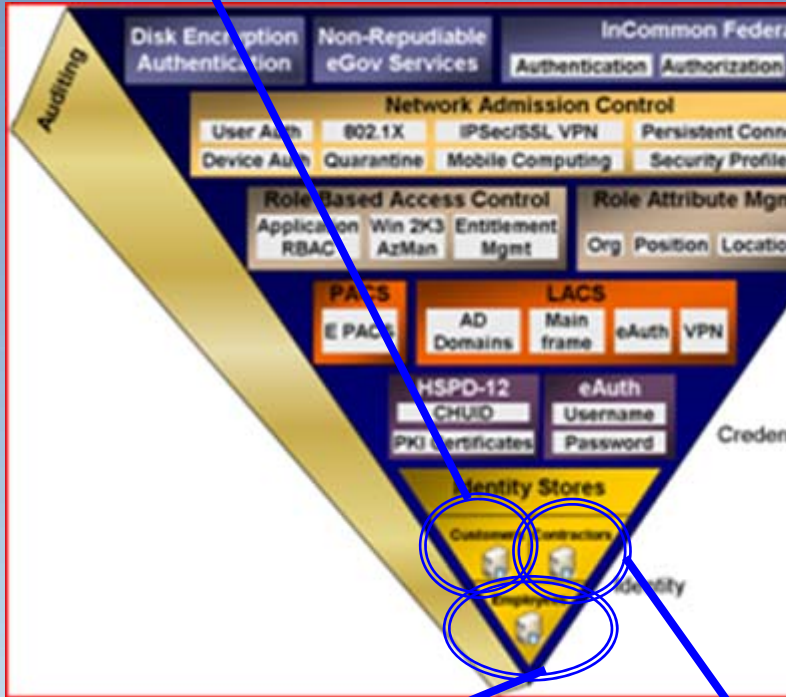 Auditing
Disk Encryption
Authentication
Non-Repudiable
eGov Services
InCommon Federa
Authentication Authorization
Network Admission Control
User Auth 802.1X IPSec/SSL VPN Persistent Conn
Device Auth Quarantine Mobile Computing Security Profile
Role Based Access Control
Application
RBAC
Win 2K3
AzMan
Entitlement
Mgmt
Role Attribute Mgm
Org Position Locatio
PACS
E PACS
LACS
AD
Domains
Main
frame
eAuth
VPN
HSPD-12
CHUID
PKI Certificates
eAuth
Username
Password
Creden
Identity Stores
Customers Contractors
Identity
Employees